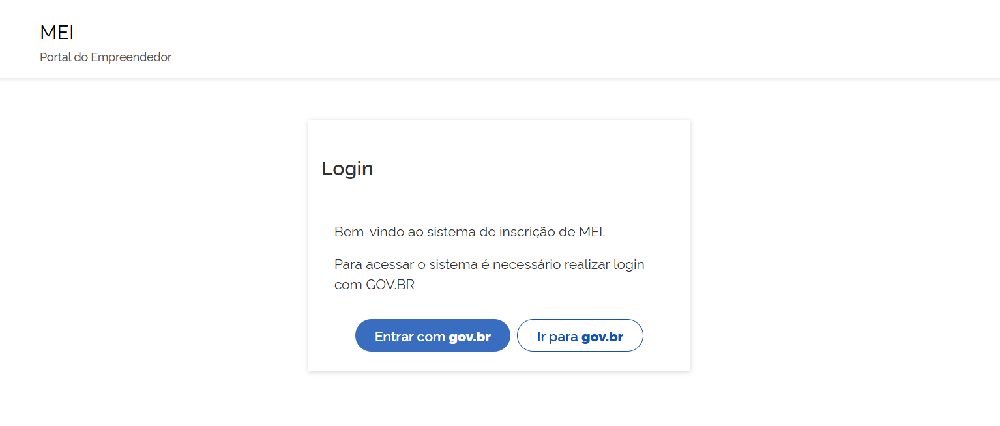 MEI
Portal do Empreendedor
Login
Bem-vindo ao sistema de inscrição de MEI.
Para acessar o sistema é necessário realizar login
com GOV.BR
Entrar com gov.br
Ir para gov.br